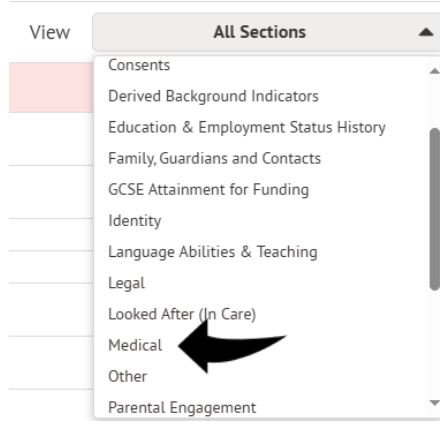 View
All Sections
Consents
Derived Background Indicators
Education & Employment Status History
Family, Guardians and Contacts
GCSE Attainment for Funding
Identity
Language Abilities & Teaching
Legal
Looked After (In Care)
Medical
Other
Parental Engagement